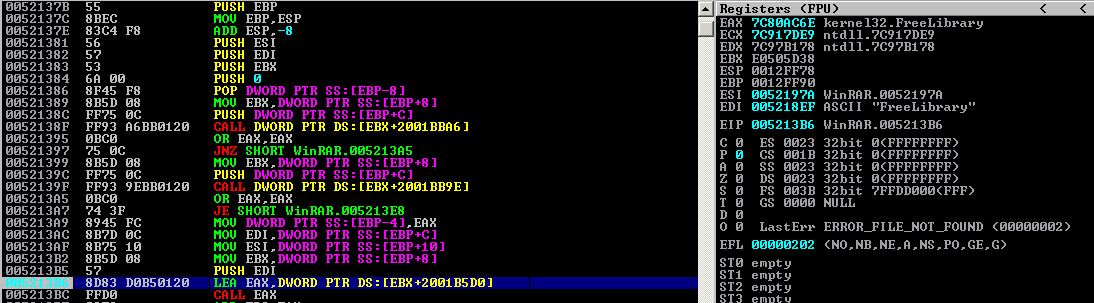 0052137B 55 PUSH EBP
0052137C 8BEC MOV EBP,ESP
0052137E 83C4 F8 ADD ESP,-8
00521381 56 PUSH ESI
00521382 57 PUSH EDI
00521383 53 PUSH EBX
00521384 6A 00 PUSH 0
00521386 8F45 F8 POP DWORD PTR SS:[EBP-8]
00521389 8B5D 08 MOV EBX,DWORD PTR SS:[EBP+8]
0052138C FF75 0C PUSH DWORD PTR SS:[EBP+C]
0052138F FF93 A6BB0120 CALL DWORD PTR DS:[EBX+2001BBA6]
00521395 0BC0 OR EAX,EAX
00521397 75 0C JNZ SHORT WinRAR.005213A5
00521399 8B5D 08 MOV EBX,DWORD PTR SS:[EBP+8]
0052139C FF75 0C PUSH DWORD PTR SS:[EBP+C]
0052139F FF93 9EBB0120 CALL DWORD PTR DS:[EBX+2001BB9E]
005213A5 0BC0 OR EAX,EAX
005213A7 74 3F JE SHORT WinRAR.005213E8
005213A9 8945 FC MOV DWORD PTR SS:[EBP-4],EAX
005213AC 8B7D 0C MOV EDI,DWORD PTR SS:[EBP+C]
005213AF 8B75 10 MOV ESI,DWORD PTR SS:[EBP+10]
005213B2 8B5D 08 MOV EBX,DWORD PTR SS:[EBP+8]
005213B5 57 PUSH EDI
005213B6 8D83 D0B50120 LEA EAX,DWORD PTR DS:[EBX+2001B5D0]
005213BC FFD0 CALL EAX
Registers (FPU) < <
EAX 7C80AC6E kernel32.FreeLibrary
ECX 7C917DE9 ntdll.7C917DE9
EDX 7C97B178 ntdll.7C97B178
EBX E0505D38
ESP 0012FF78
EBP 0012FF90
ESI 0052197A WinRAR.0052197A
EDI 005218EF ASCII "FreeLibrary"
EIP 005213B6 WinRAR.005213B6
C 0 ES 0023 32bit 0(FFFFFFFF)
P 0 CS 001B 32bit 0(FFFFFFFF)
A 0 SS 0023 32bit 0(FFFFFFFF)
Z 0 DS 0023 32bit 0(FFFFFFFF)
S 0 FS 003B 32bit 7FFDD000(FFF)
T 0 GS 0000 NULL
D 0
O 0 LastErr ERROR_FILE_NOT_FOUND (00000002)
EFL 00000202 (NO,NB,NE,A,NS,PO,GE,G)
ST0 empty
ST1 empty
ST2 empty
ST3 empty